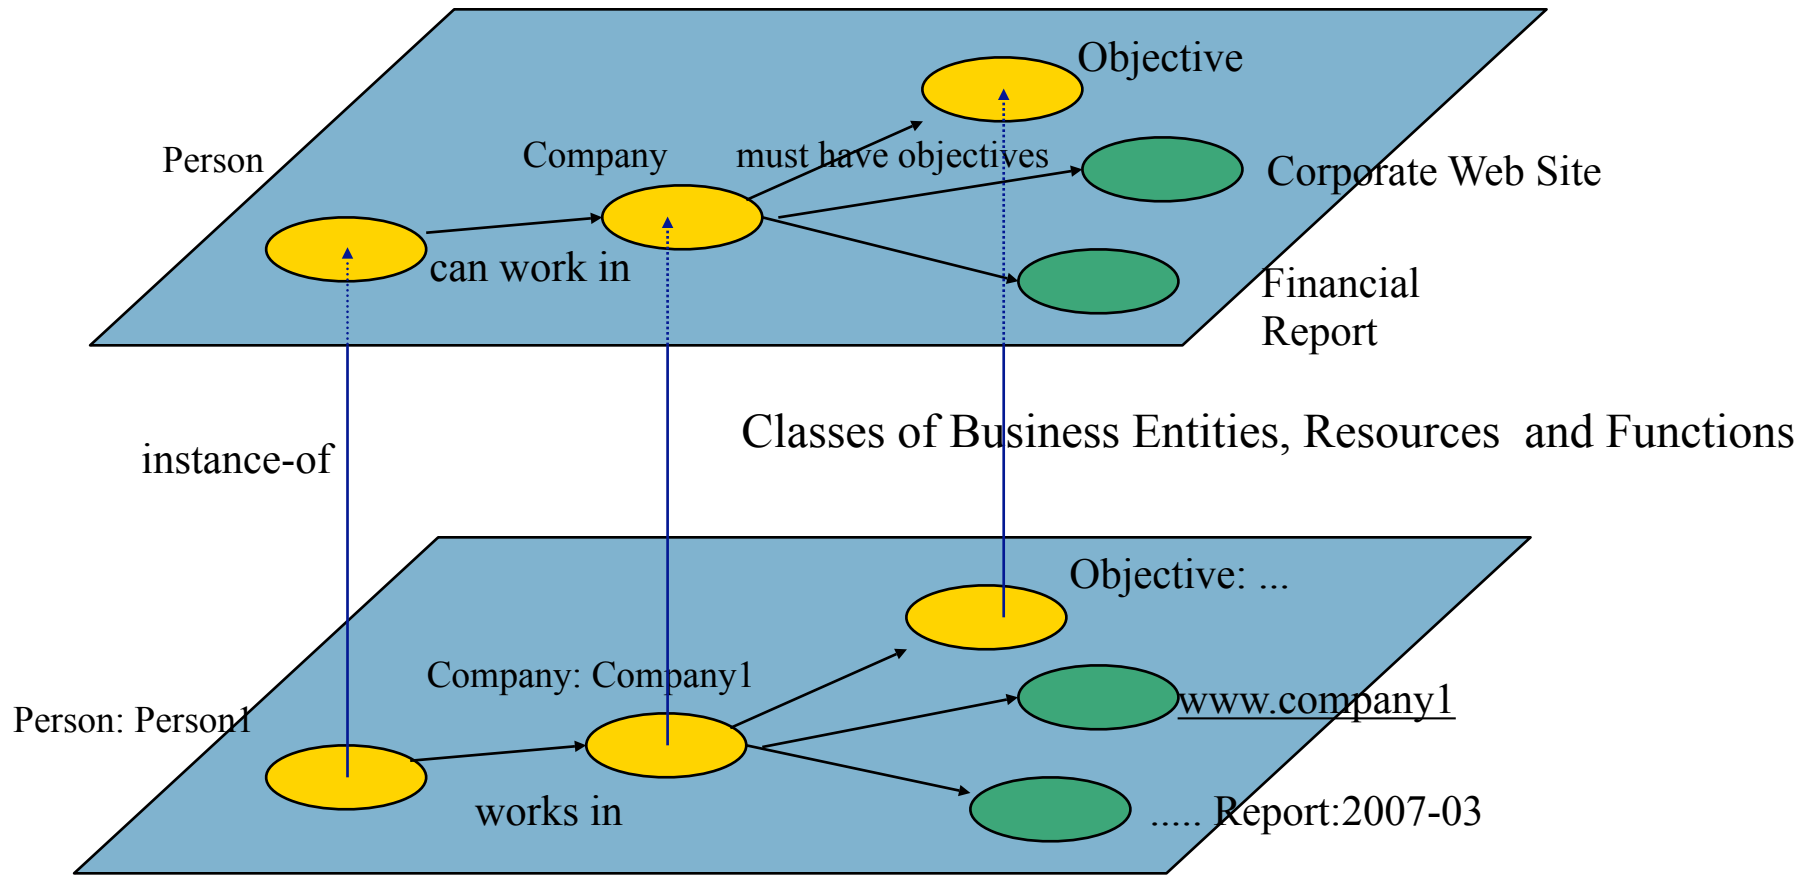 Objective
Person
Company
must have objectives
Corporate Web Site
can work in
Financial
Report
Classes of Business Entities, Resources and Functions
instance-of
Objective: ...
Company: Company1
www.company1
Person: Person1
works in
..... Report:2007-03